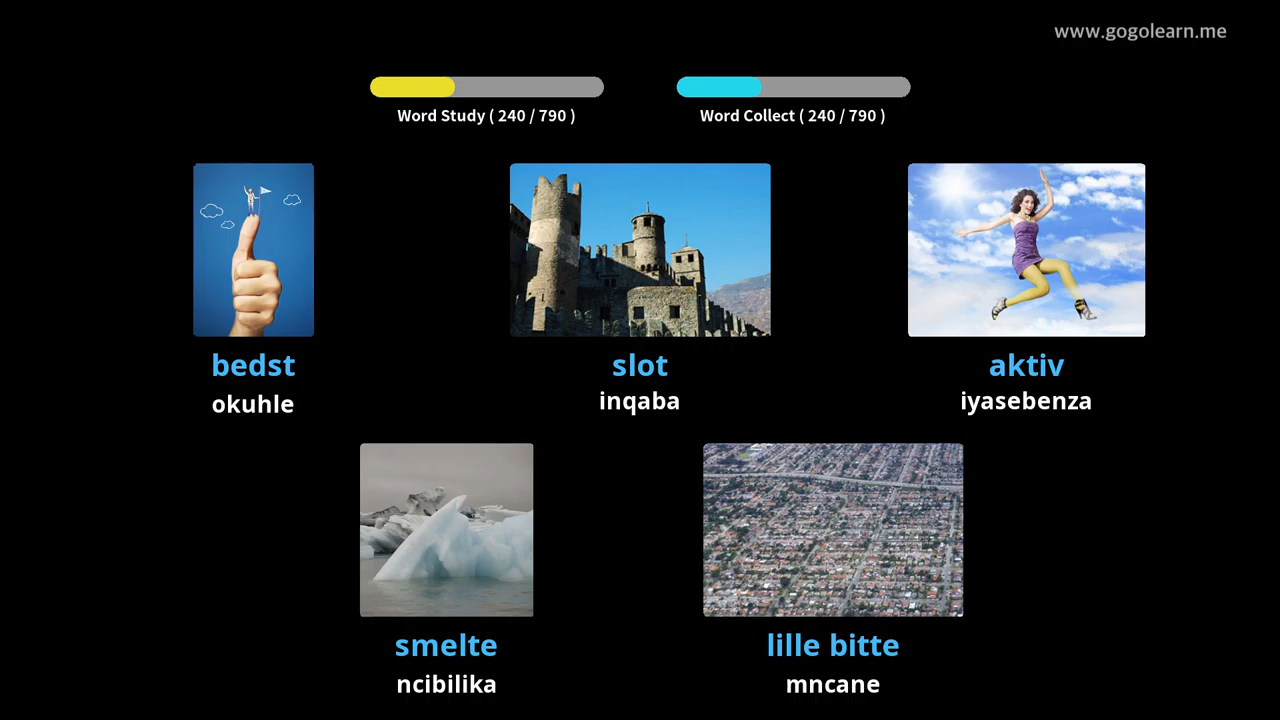 www.gogolearn.me
Word Study ( 240 / 790 )
Word Collect ( 240 / 790 )
bedst
okuhle
slot
inqaba
aktiv
iyasebenza
smelte
ncibilika
lille bitte
mncane